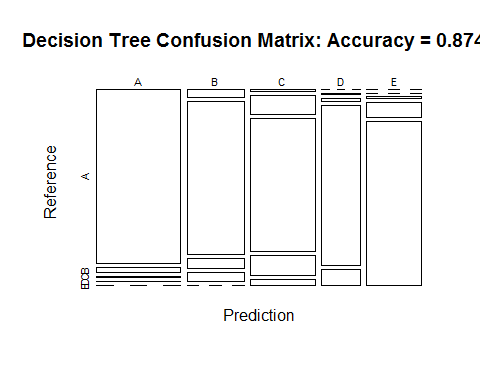 Decision Tree Confusion Matrix: Accuracy = 0.874
A B C D E
Reference
A
B
C
D
E
Prediction